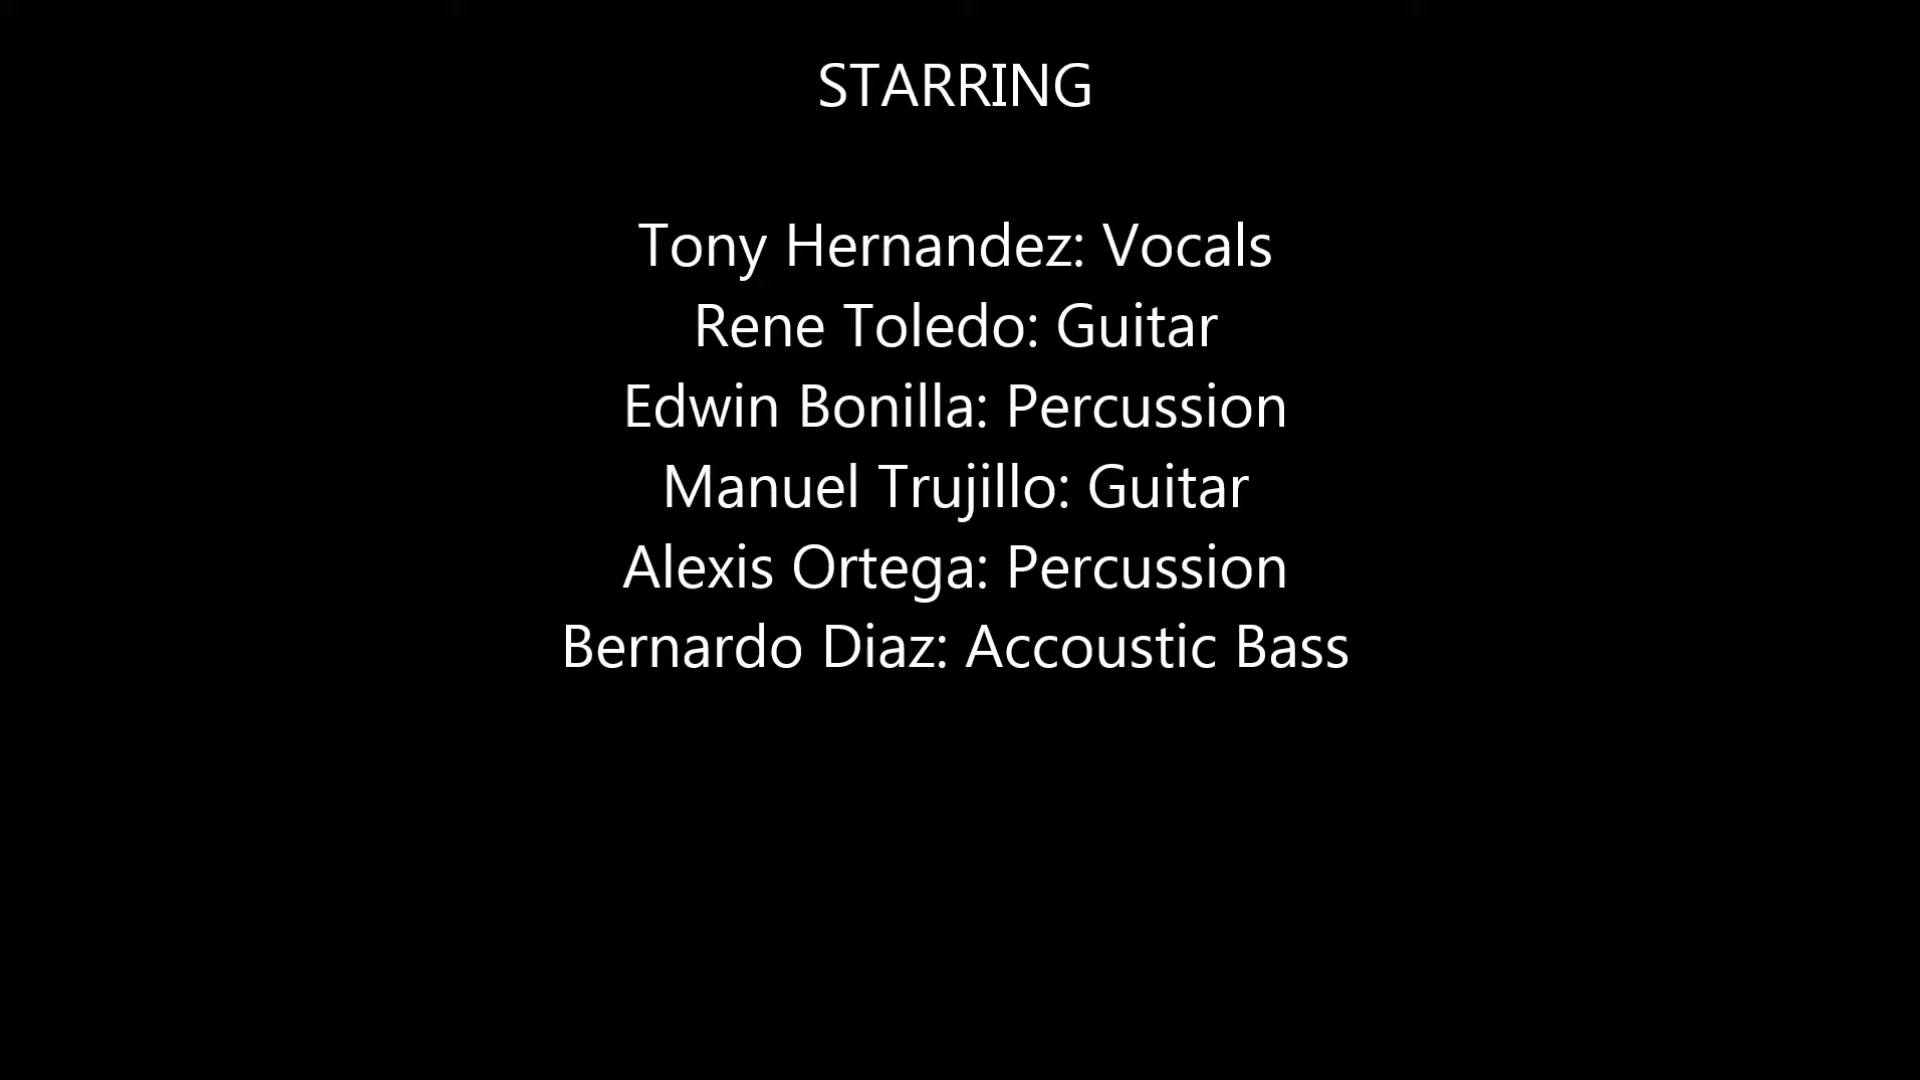 STARRING
Tony Hernandez: Vocals
Rene Toledo: Guitar
Edwin Bonilla: Percussion
Manuel Trujillo: Guitar
Alexis Ortega: Percussion
Bernardo Diaz: Accoustic Bass